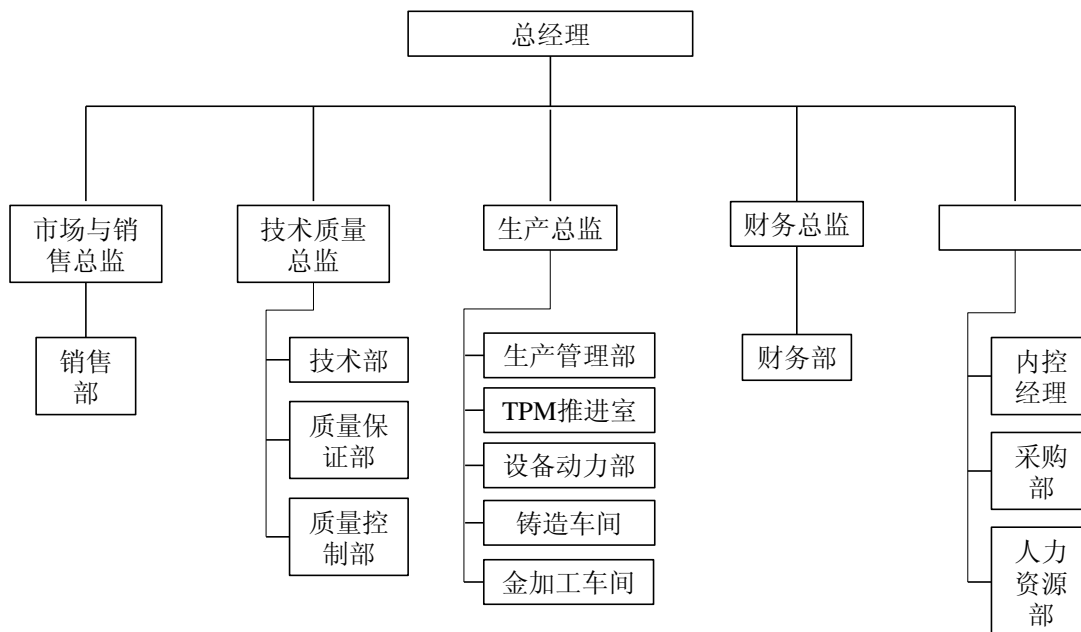 总经理
市场与销
售总监
技术质量
总监
生产总监
财务总监
销售
部
技术部
质量保
证部
质量控
制部
生产管理部
TPM推进室
设备动力部
铸造车间
金加工车间
财务部
内控
经理
采购
部
人力
资源
部